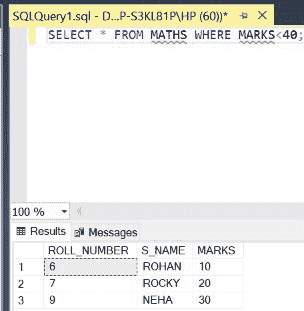 SQLQuery1.sql - D...P-S3KL81P\HP (60))*
SELECT * FROM MATHS WHERE MARKS<40;
100 %
Results Messages
ROLL_NUMBER S_NAME MARKS
1 6 ROHAN 10
2 7 ROCKY 20
3 9 NEHA 30